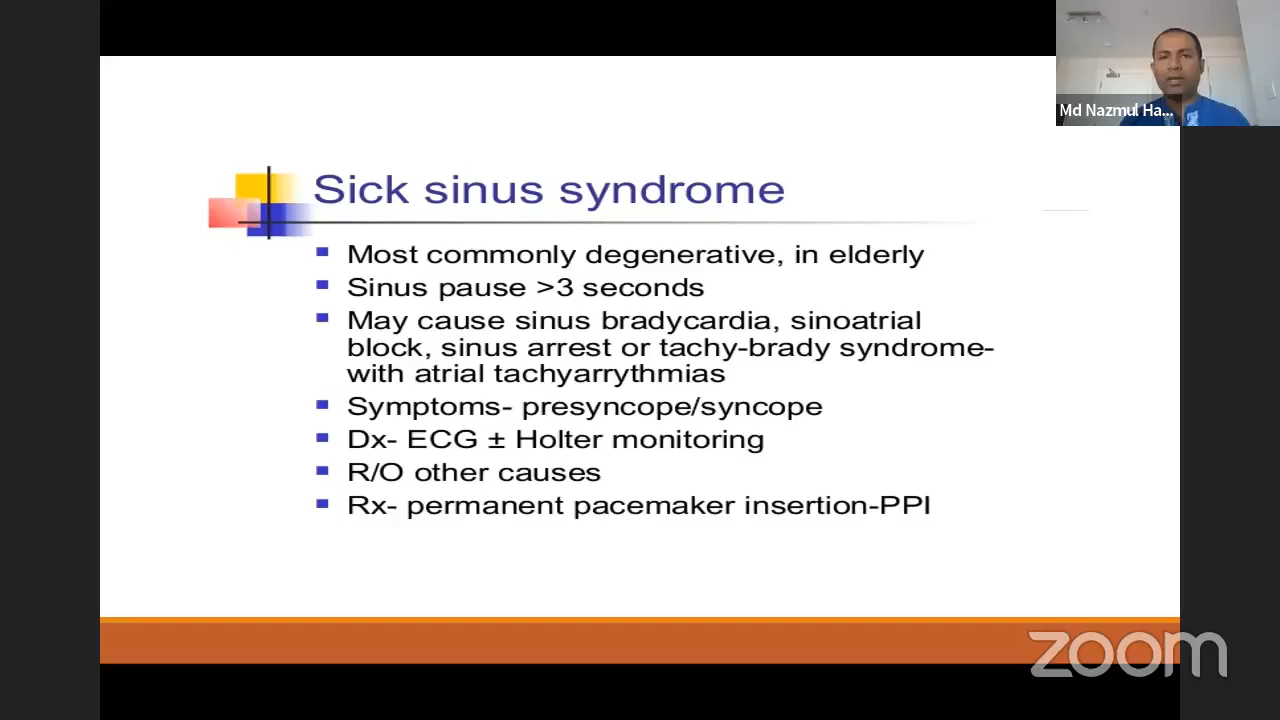 Md Nazmul Ha...
Sick sinus syndrome
Most commonly degenerative, in elderly
Sinus pause >3 seconds
May cause sinus bradycardia, sinoatrial
block, sinus arrest or tachy-brady syndrome-
with atrial tachyarrythmias
Symptoms- presyncope/syncope
Dx- ECG ± Holter monitoring
R/O other causes
Rx- permanent pacemaker insertion-PPI
zoom